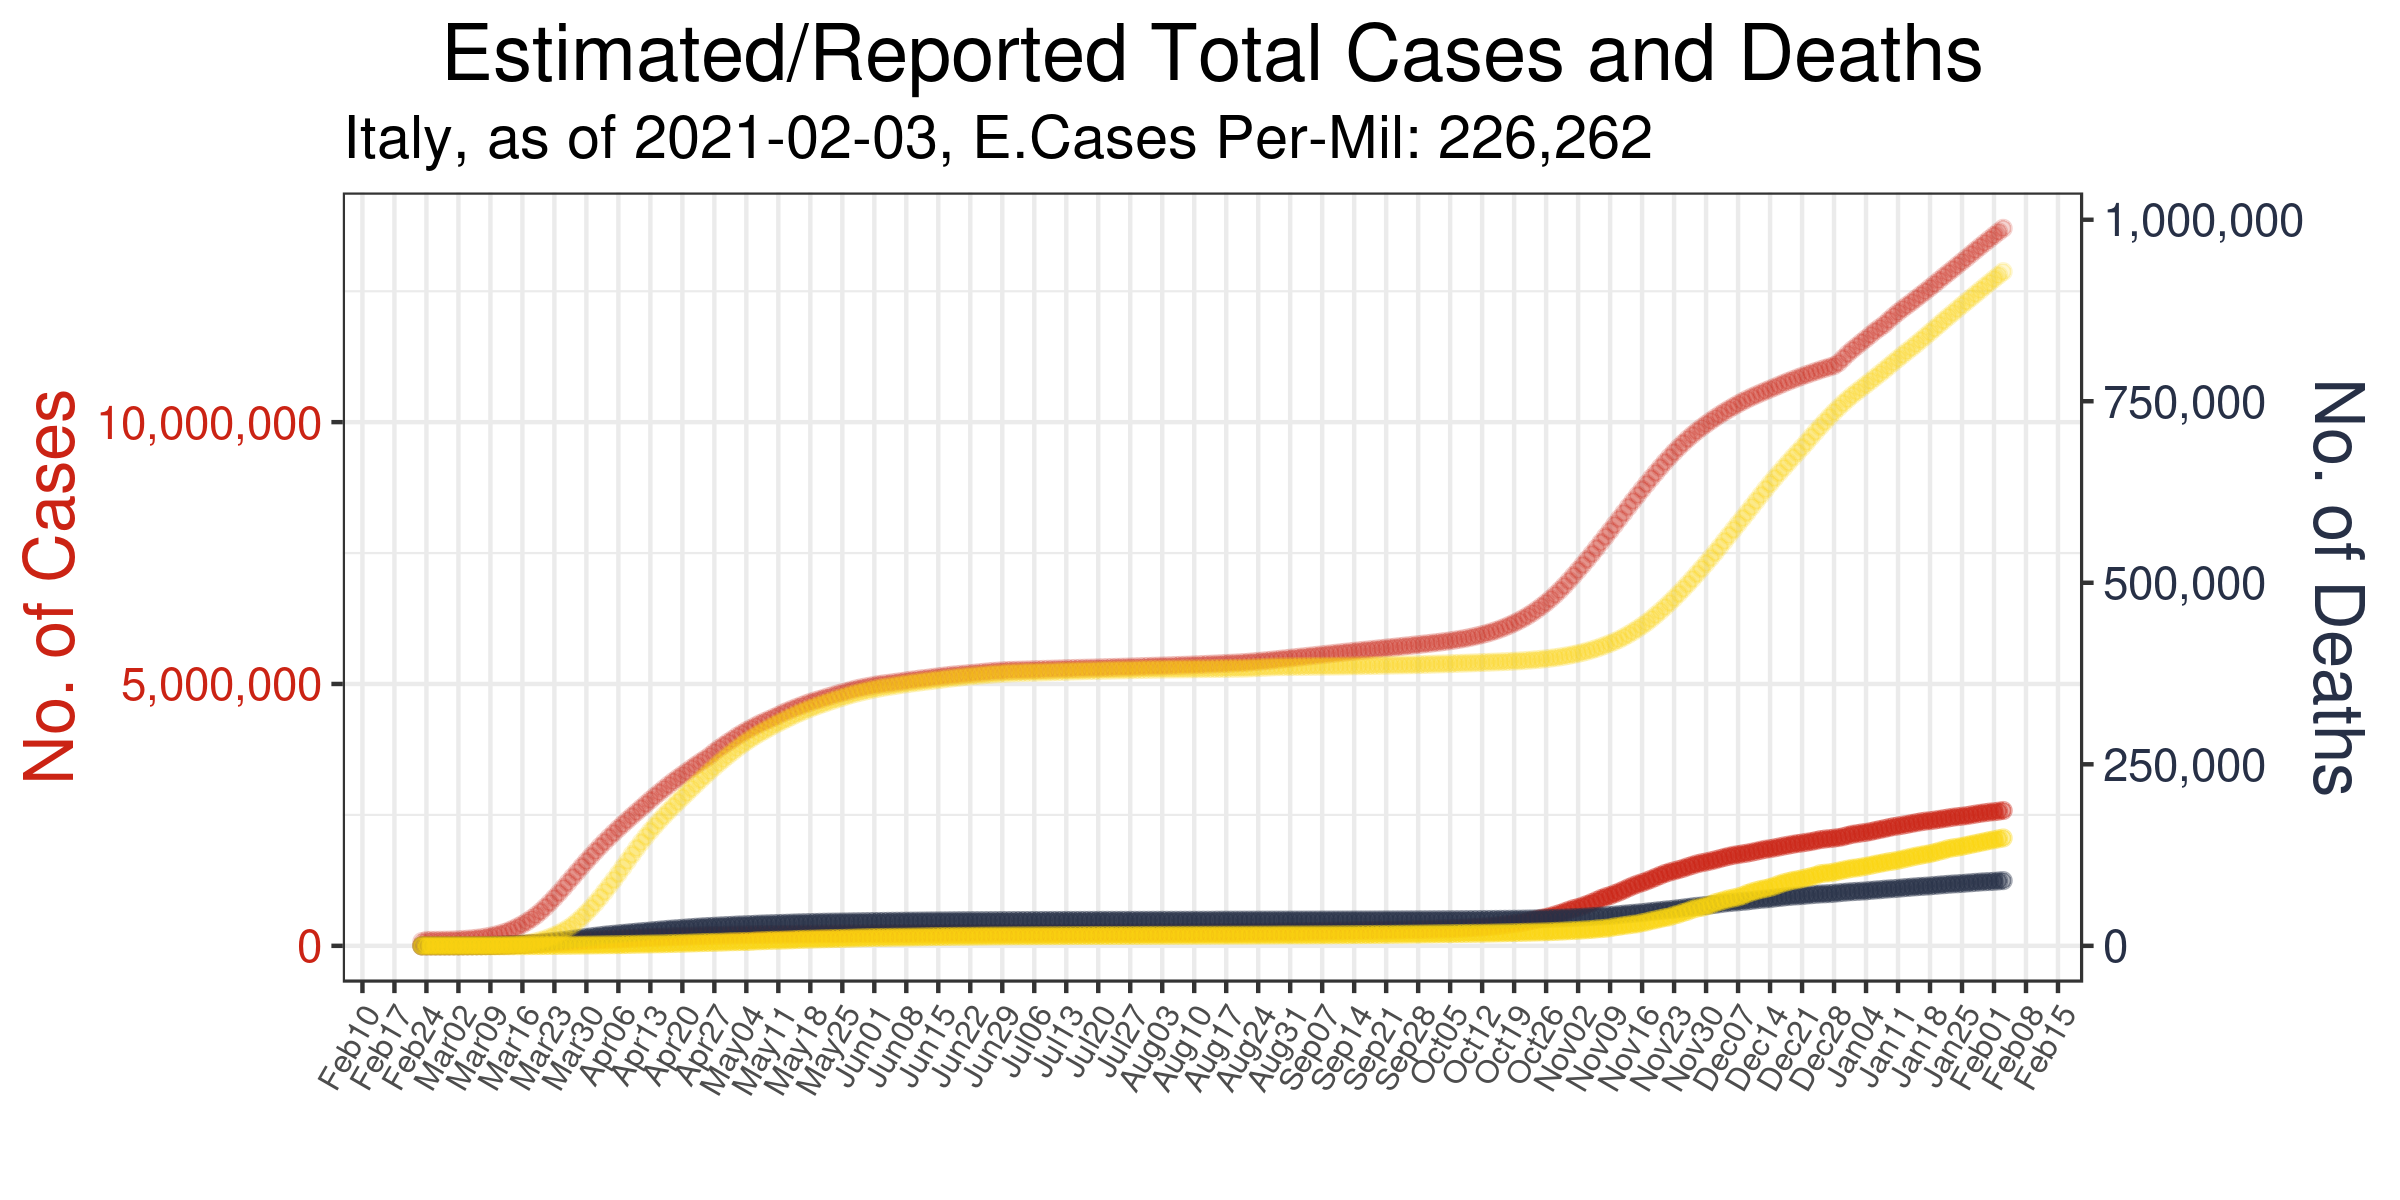 Estimated/Reported Total Cases and Deaths
Italy, as of 2021-02-03, E.Cases Per-Mil: 226,262
No. of Cases
10,000,000
5,000,000
0
1,000,000
750,000
500,000
250,000
0
No. of Deaths
Feb10
Feb17
Feb24
Mar02
Mar09
Mar16
Mar23
Mar30
Apr06
Apr13
Apr20
Apr27
May04
May11
May18
May25
Jun01
Jun08
Jun15
Jun22
Jun29
Jul06
Jul13
Jul20
Jul27
Aug03
Aug10
Aug17
Aug24
Aug31
Sep07
Sep14
Sep21
Sep28
Oct05
Oct12
Oct19
Oct26
Nov02
Nov09
Nov16
Nov23
Nov30
Dec07
Dec14
Dec21
Dec28
Jan04
Jan11
Jan18
Jan25
Feb01
Feb08
Feb15